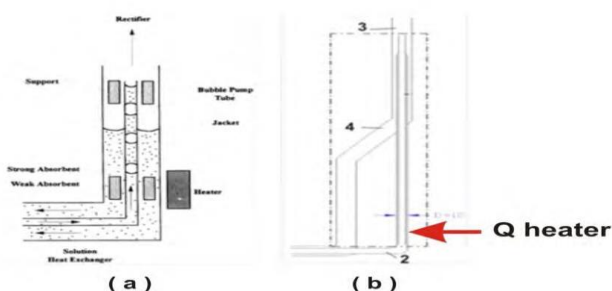 Rectifier
Support
Bubble Pump
Tube
Jacket
Strong Absorbent
Weak Absorbent
Heater
Solution
Heat Exchanger
( a )
3
4
2
Q heater
( b )